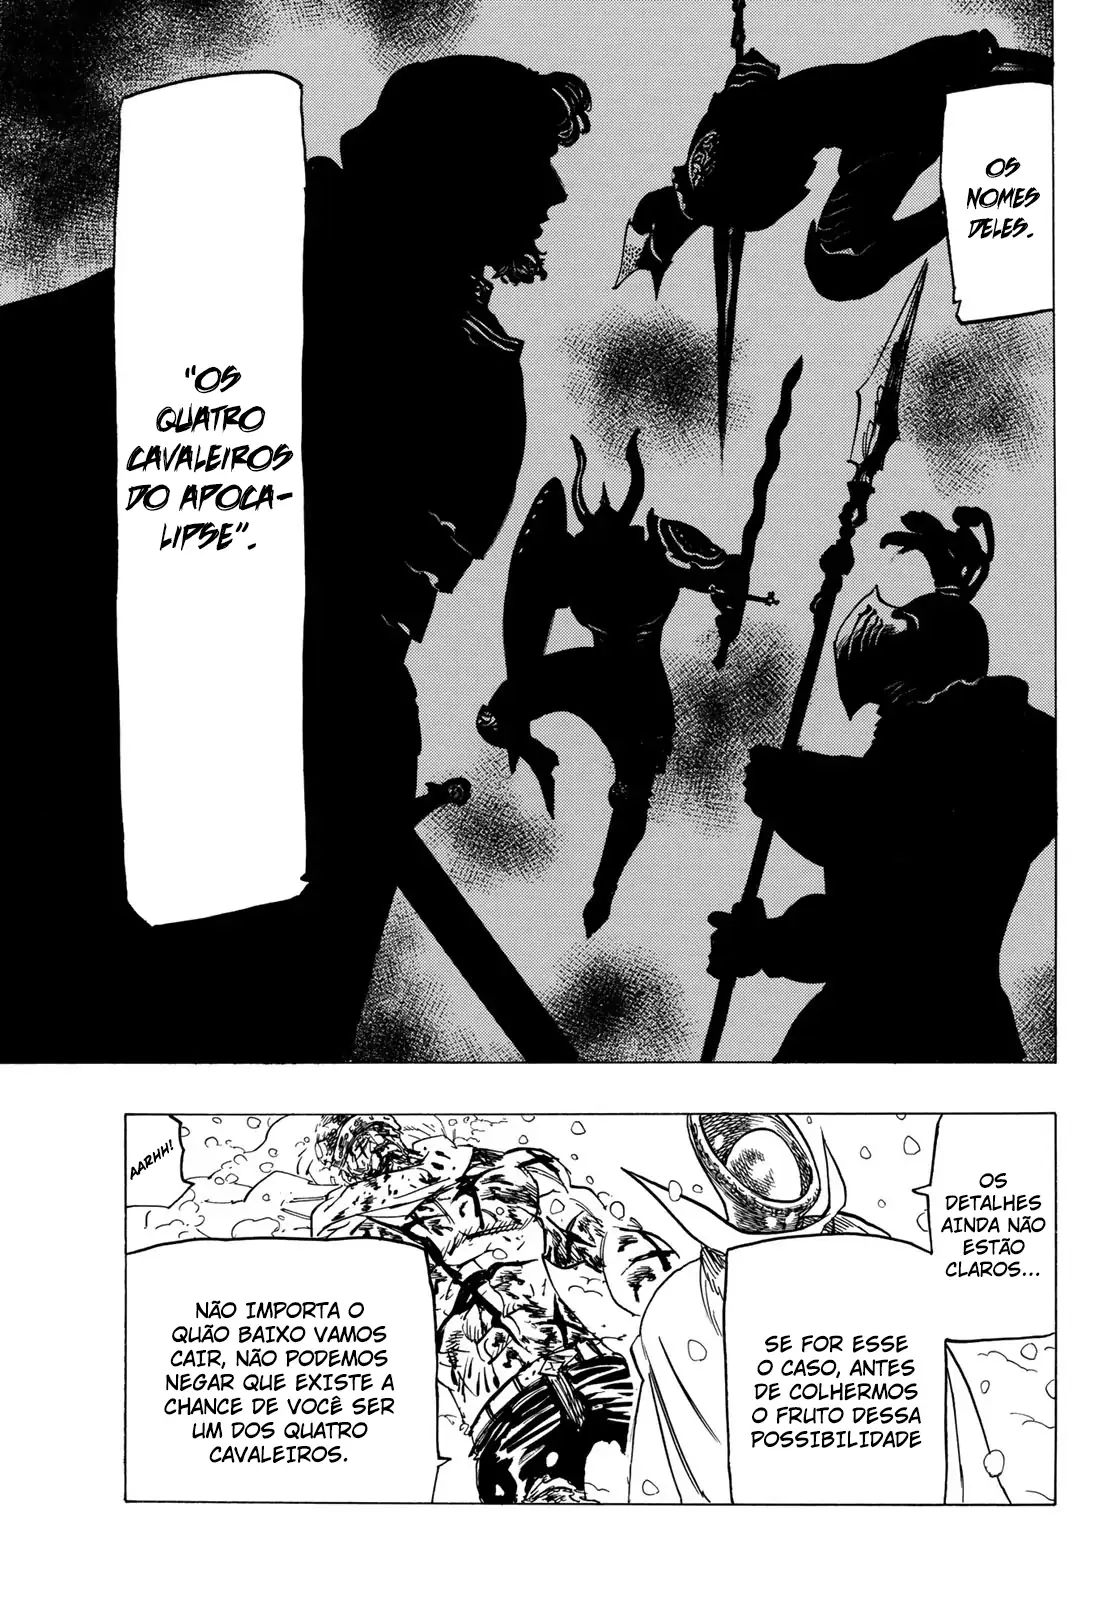 OS
NOMES
DELES.
"OS
QUATRO
CAVALEIROS
DO APOCA-
LIPSE".
OS
DETALHES
AINDA NÃO
ESTÃO
CLAROS...
SE FOR ESSE
O CASO, ANTES
DE COLHERMOS
O FRUTO DESSA
POSSIBILIDADE
AARHH!
NÃO IMPORTA O
QUÃO BAIXO VAMOS
CAIR, NÃO PODEMOS
NEGAR QUE EXISTE A
CHANCE DE VOCÊ SER
UM DOS QUATRO
CAVALEIROS.